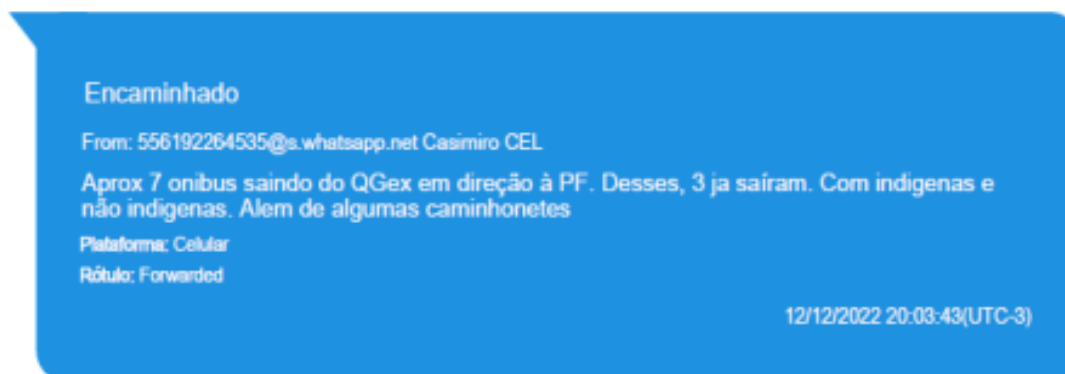 Encaminhado
From: 556192264535@s.whatsapp.net Casimiro CEL
Aprox 7 onibus saindo do QGex em direção à PF. Desses, 3 ja saíram. Com indigenas e
não indigenas. Alem de algumas caminhonetes
Plataforma: Celular
Rótulo: Forwarded
12/12/2022 20:03:43(UTC-3)